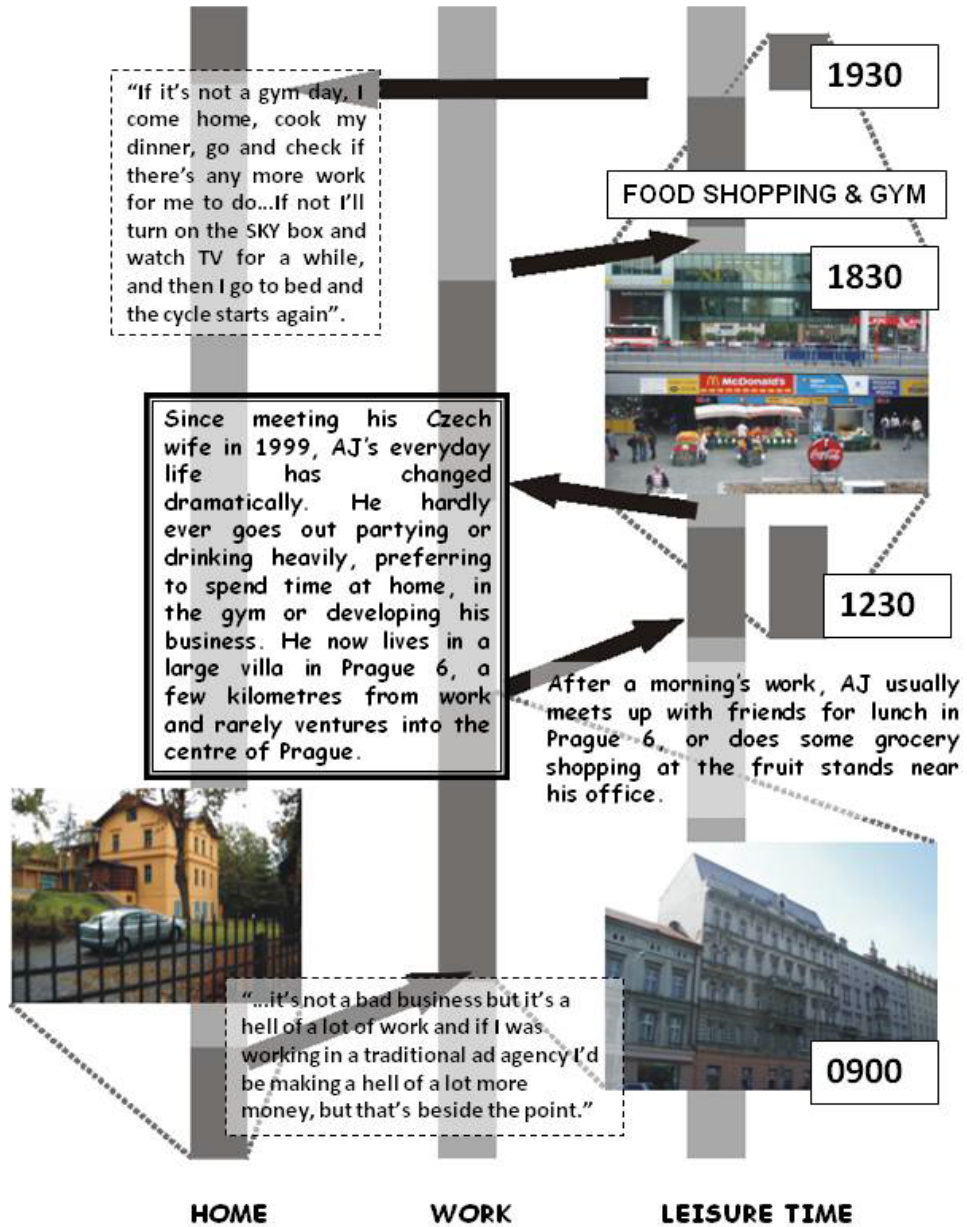 1930
“If it’s not a gym day, I
come home, cook my
dinner, go and check if
there’s any more work
for me to do...If not I’ll
turn on the SKY box and
watch TV for a while,
and then I go to bed and
the cycle starts again”.
FOOD SHOPPING & GYM
1830
McDonald's
Coca-Cola
Since meeting his Czech
wife in 1999, AJ’s everyday
life has changed
dramatically. He hardly
ever goes out partying or
drinking heavily, preferring
to spend time at home, in
the gym or developing his
business. He now lives in a
large villa in Prague 6, a
few kilometres from work
and rarely ventures into the
centre of Prague.
1230
After a morning’s work, AJ usually
meets up with friends for lunch in
Prague 6, or does some grocery
shopping at the fruit stands near
his office.
“...it’s not a bad business but it’s a
hell of a lot of work and if I was
working in a traditional ad agency I’d
be making a hell of a lot more
money, but that’s beside the point.”
0900
HOME
WORK
LEISURE TIME